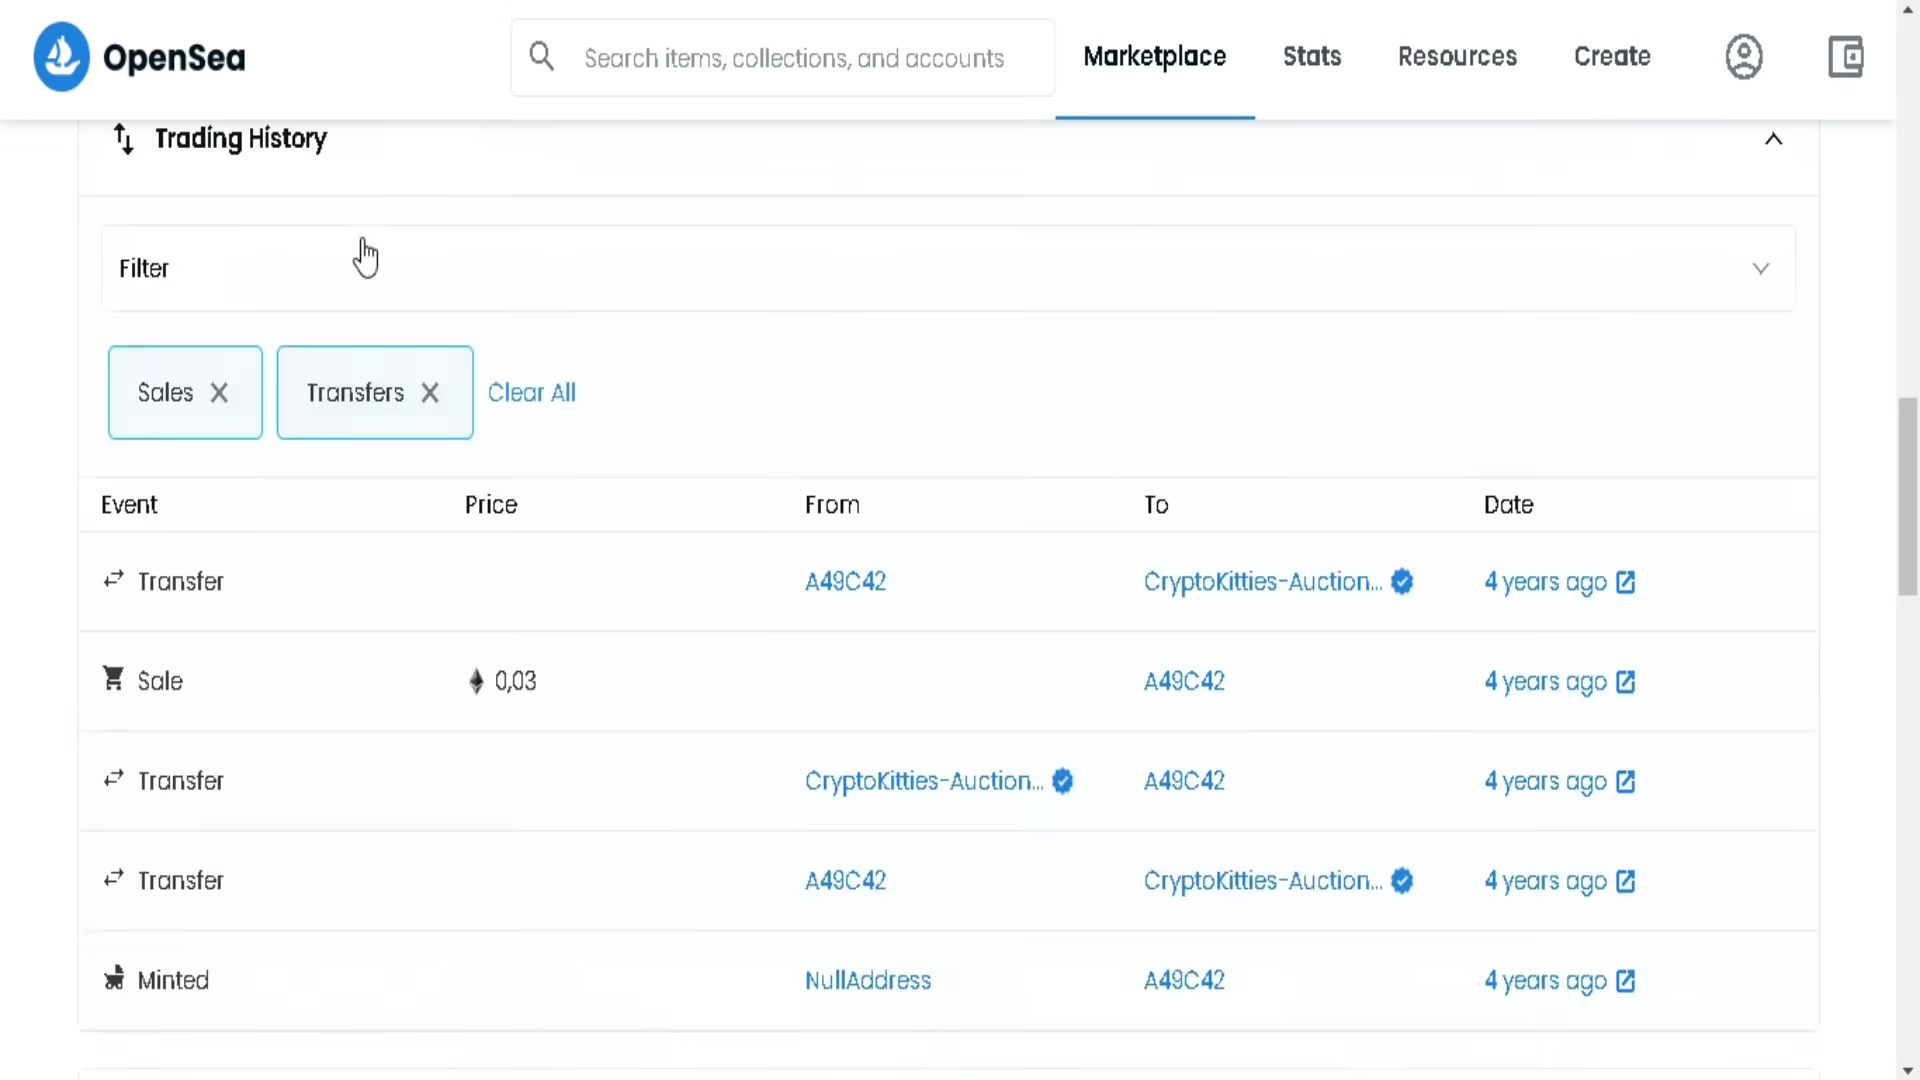 OpenSea
Search items, collections, and accounts
Marketplace
Stats
Resources
Create
Trading History
Filter
Sales
Transfers
Clear All
Event Price From To Date
Transfer A49C42 CryptoKitties-Auction... 4 years ago
Sale 0,03 A49C42 4 years ago
Transfer CryptoKitties-Auction... A49C42 4 years ago
Transfer A49C42 CryptoKitties-Auction... 4 years ago
Minted NullAddress A49C42 4 years ago